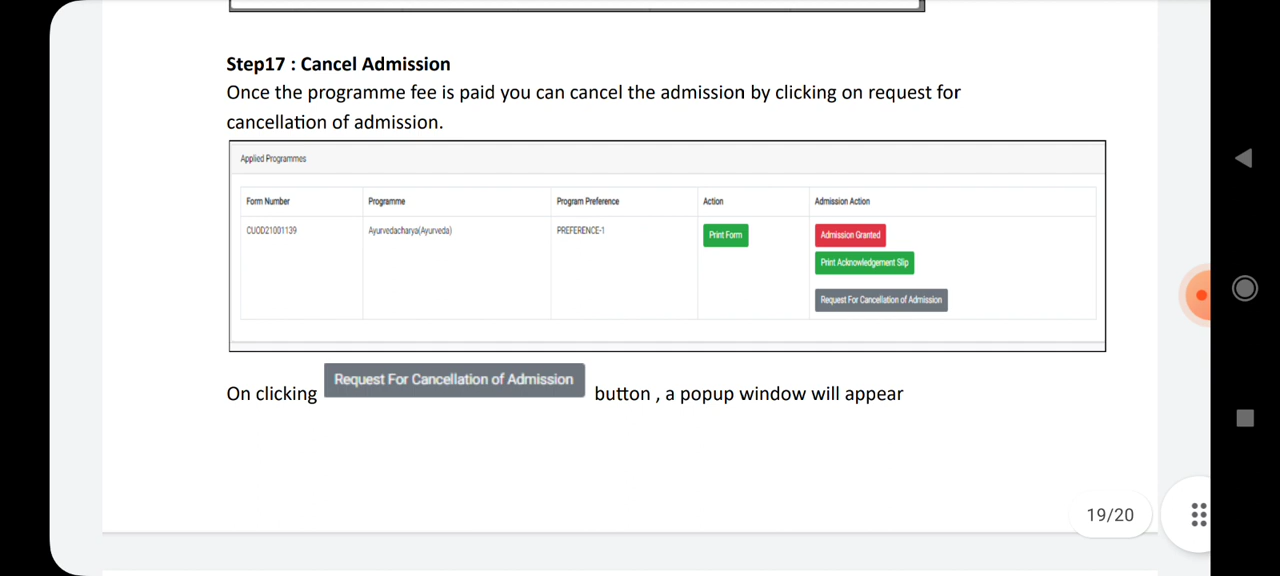 Step17 : Cancel Admission
Once the programme fee is paid you can cancel the admission by clicking on request for
cancellation of admission.
Applied Programmes
Form Number Programme Program Preference Action Admission Action
CUOD21001139 Ayurvedacharya(Ayurveda) PREFERENCE-1 Print Form Admission Granted
Print Acknowledgement Slip
Request For Cancellation of Admission
On clicking Request For Cancellation of Admission button , a popup window will appear
19/20